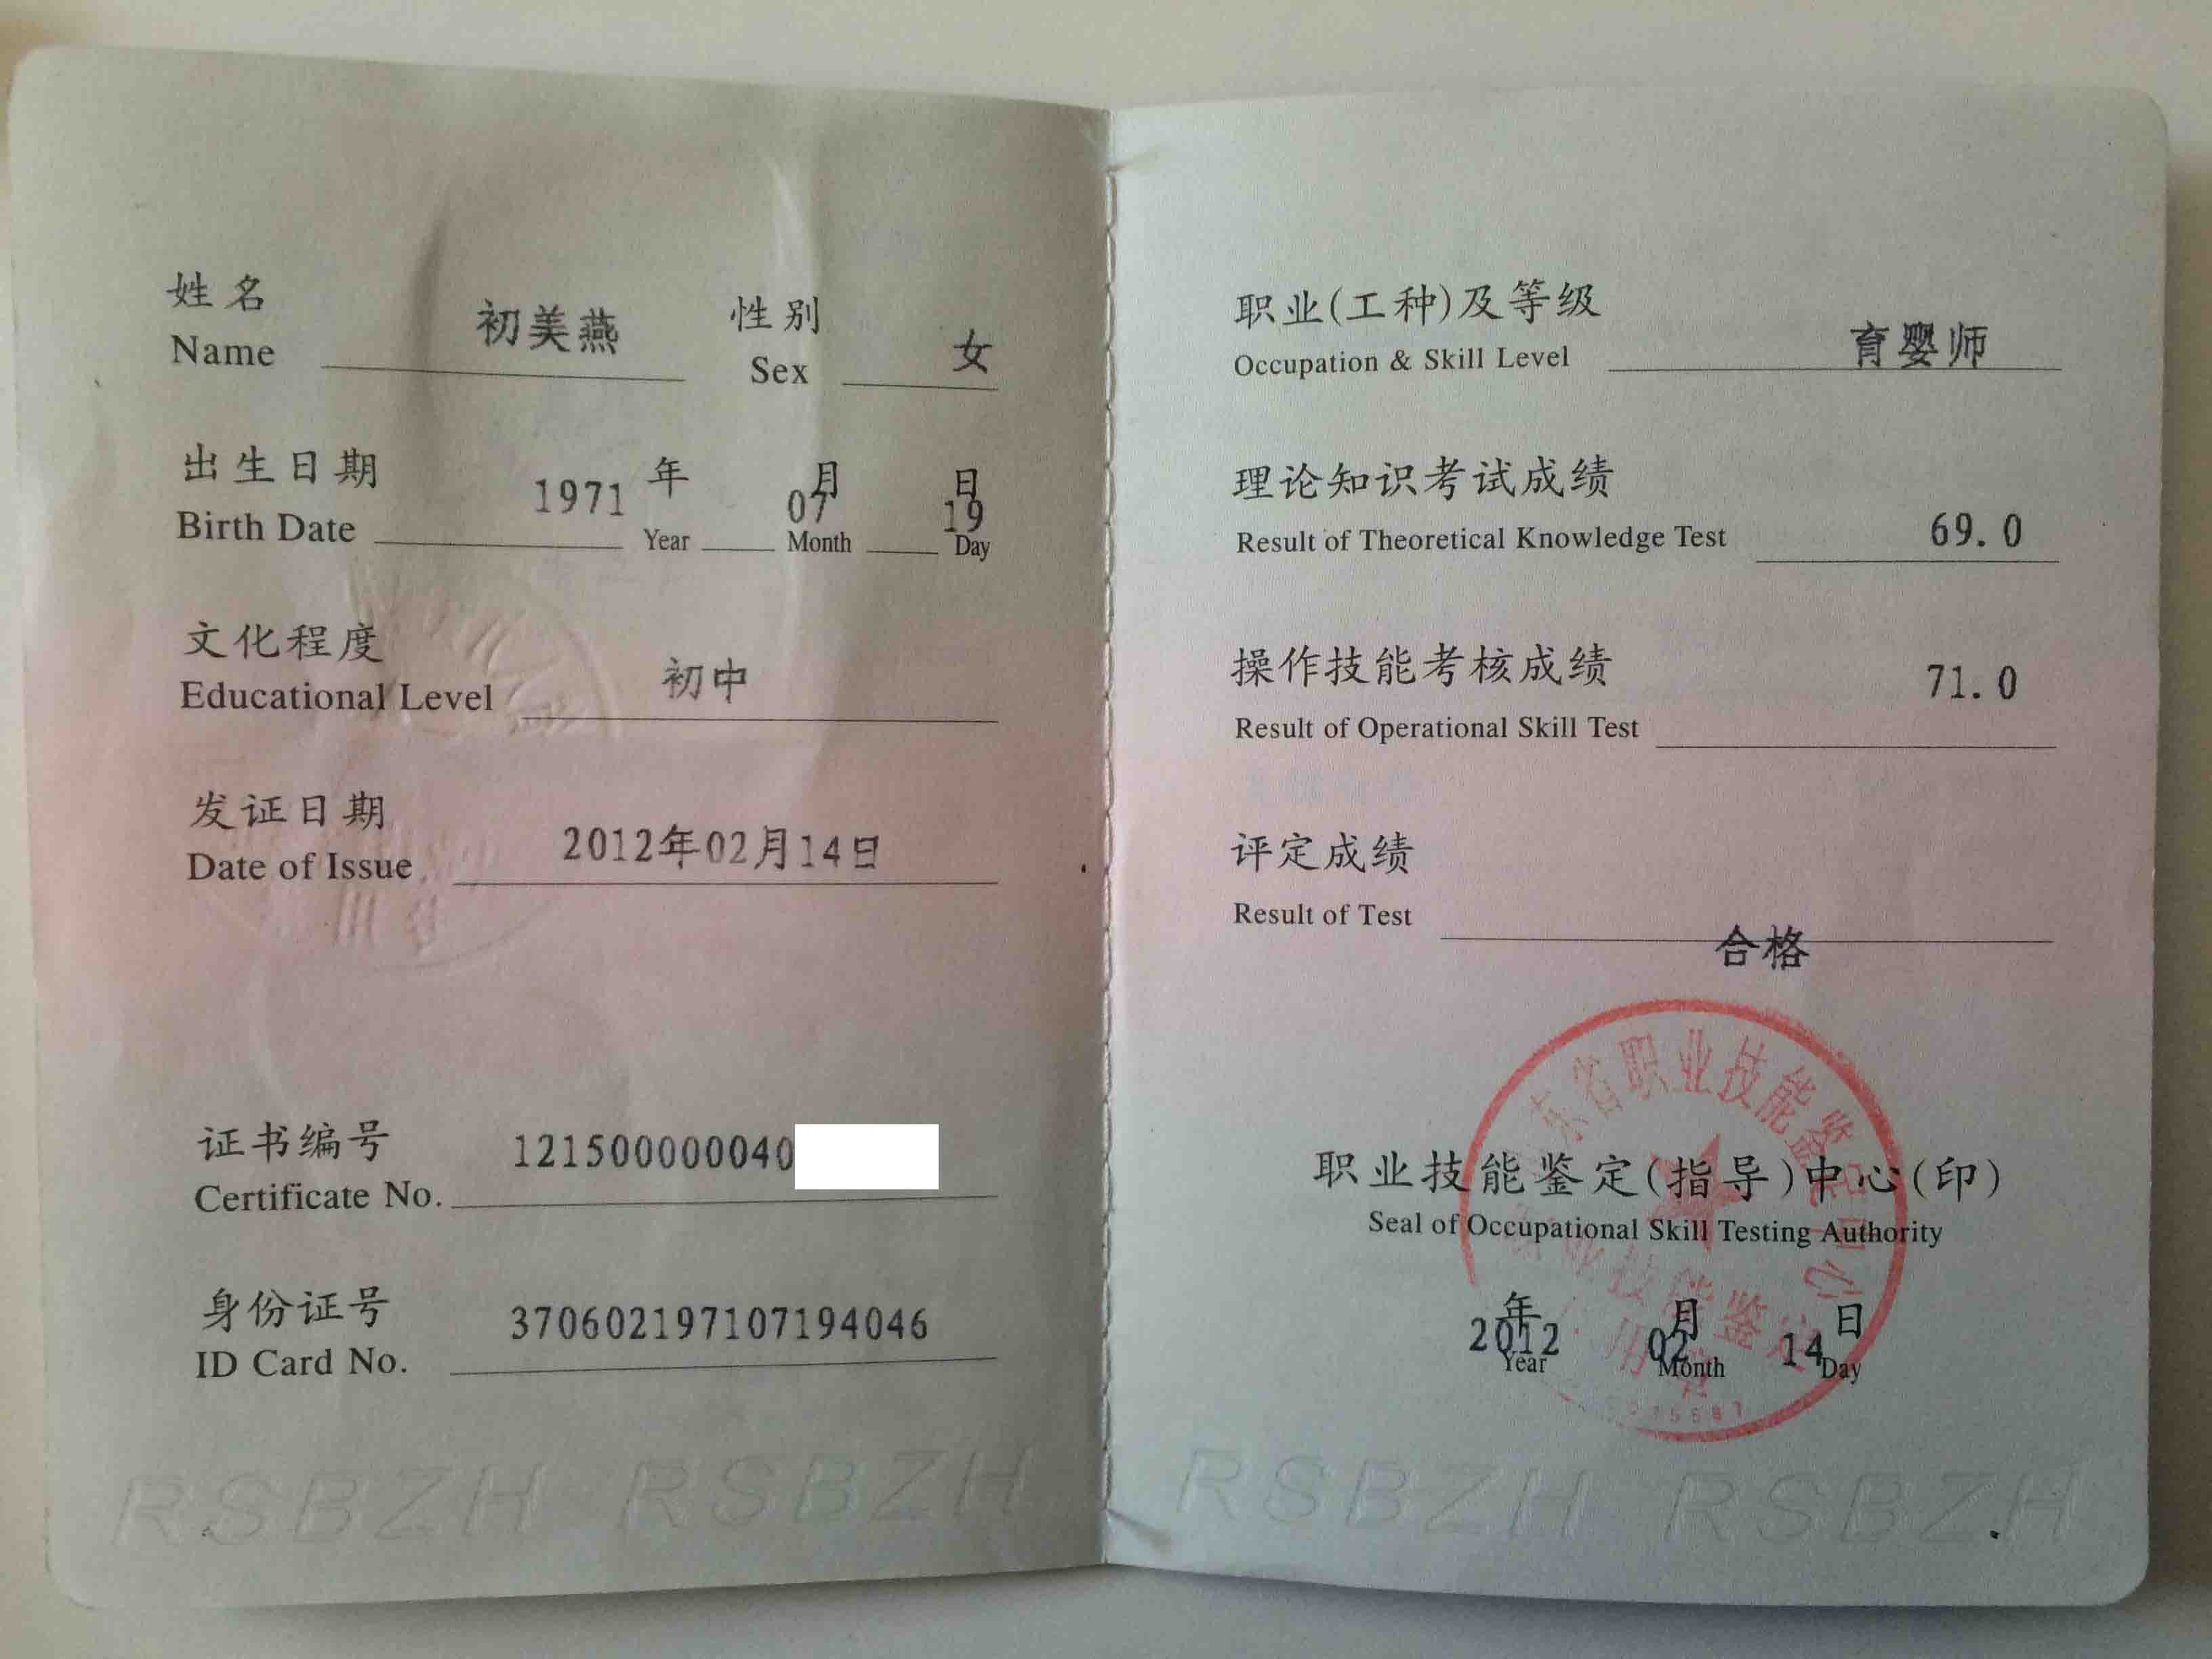 姓名 初美燕 性别 女
Name Sex
出生日期 1971 年 07 月 19 日
Birth Date Year Month Day
文化程度 初中
Educational Level
发证日期 2012年02月14日
Date of Issue
证书编号 121500000040
Certificate No.
身份证号 370602197107194046
ID Card No.
RSBZH RSBZH
职业(工种)及等级 育婴师
Occupation & Skill Level
理论知识考试成绩 69.0
Result of Theoretical Knowledge Test
操作技能考核成绩 71.0
Result of Operational Skill Test
评定成绩
Result of Test
合格
东省职业技能鉴
职业技能鉴定(指导)中心(印)
Seal of Occupational Skill Testing Authority
2012 年 02 月 14 日
Year Month Day
RSBZH RSBZH